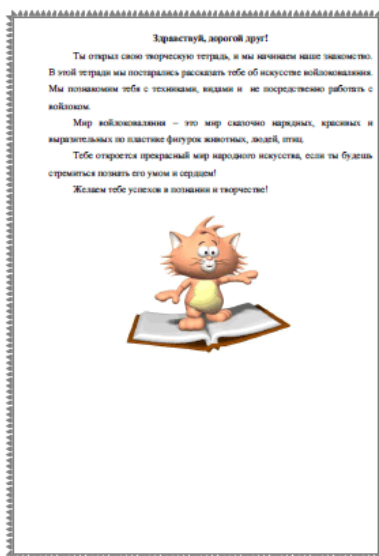 Здравствуй, дорогой друг!
Ты открыл свою творческую тетрадь, и мы начинаем наше знакомство.
В этой тетради мы постарались рассказать тебе об искусстве войлоковаляния.
Мы познакомим тебя с техниками, видами и не посредственно работать с
войлоком.
Мир войлоковаляния – это мир сказочно нарядных, красивых и
выразительных по пластике фигурок животных, людей, птиц.
Тебе откроется прекрасный мир народного искусства, если ты будешь
стремиться познать его умом и сердцем!
Желаем тебе успехов в познании и творчестве!